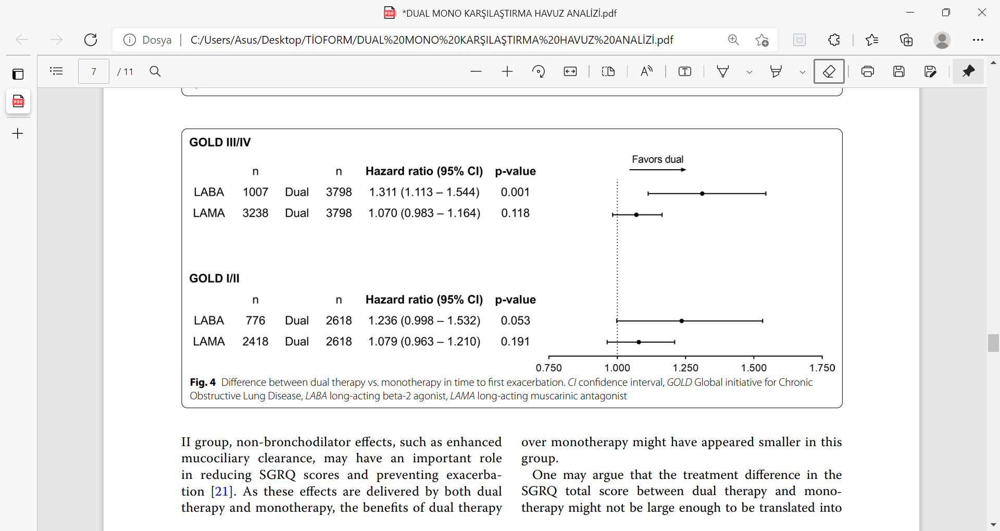 *DUAL MONO KARŞILAŞTIRMA HAVUZ ANALİZİ.pdf
Dosya C:/Users/Asus/Desktop/TİOFORM/DUAL%20MONO%20KARŞILAŞTIRMA%20HAVUZ%20ANALİZİ.pdf
7 / 11
GOLD III/IV
Favors dual
n n Hazard ratio (95% CI) p-value
LABA 1007 Dual 3798 1.311 (1.113 – 1.544) 0.001
LAMA 3238 Dual 3798 1.070 (0.983 – 1.164) 0.118
GOLD I/II
n n Hazard ratio (95% CI) p-value
LABA 776 Dual 2618 1.236 (0.998 – 1.532) 0.053
LAMA 2418 Dual 2618 1.079 (0.963 – 1.210) 0.191
0.750 1.000 1.250 1.500 1.750
Fig. 4 Difference between dual therapy vs. monotherapy in time to first exacerbation. CI confidence interval, GOLD Global initiative for Chronic
Obstructive Lung Disease, LABA long-acting beta-2 agonist, LAMA long-acting muscarinic antagonist
II group, non-bronchodilator effects, such as enhanced
mucociliary clearance, may have an important role
in reducing SGRQ scores and preventing exacerba-
tion [21]. As these effects are delivered by both dual
therapy and monotherapy, the benefits of dual therapy
over monotherapy might have appeared smaller in this
group.
One may argue that the treatment difference in the
SGRQ total score between dual therapy and mono-
therapy might not be large enough to be translated into